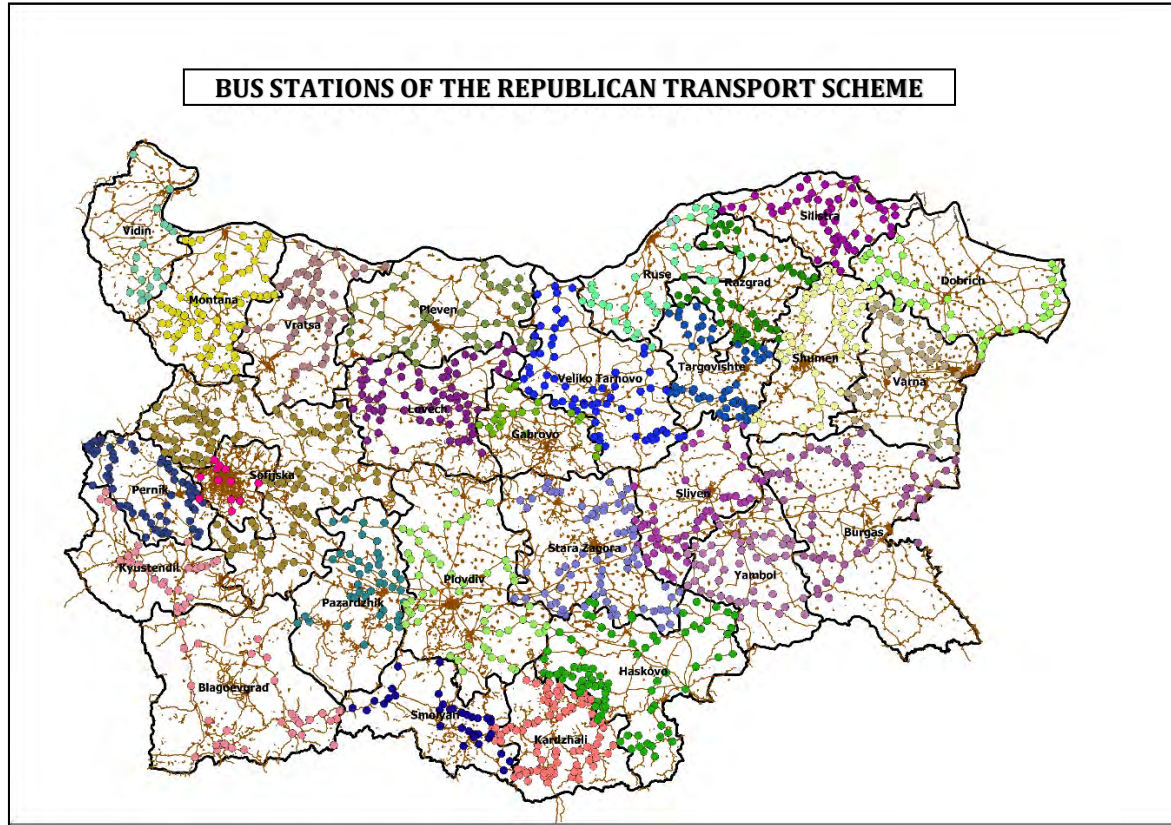 BUS STATIONS OF THE REPUBLICAN TRANSPORT SCHEME
Silistra
Vidin
Ruse
Dobrich
Razgrad
Montana
Pleven
Vratsa
Shumen
Targovishte
Varna
Veliko Tarnovo
Lovech
Gabrovo
Sofijska
Pernik
Sliven
Burgas
Stara Zagora
Kyustendil
Yambol
Plovdiv
Pazardzhik
Haskovo
Blagoevgrad
Smolyan
Kardzhali